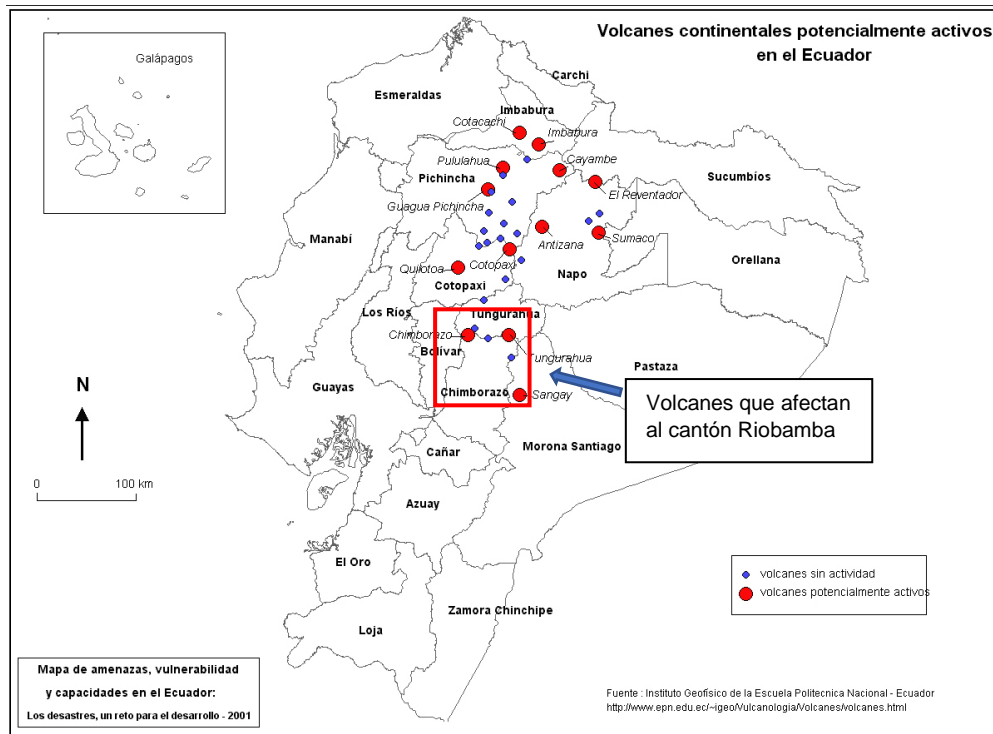 Volcanes continentales potencialmente activos
en el Ecuador
Galápagos
Carchi
Esmeraldas
Imbabura
Cotacachi
Imbabura
Pululahua
Cayambe
Pichincha
Sucumbíos
El Reventador
Guagua Pichincha
Manabí
Antizana
Sumaco
Orellana
Quilotoa
Cotopaxi
Napo
Cotopaxi
Los Ríos
Tungurahua
Chimborazo
Bolívar
Tungurahua
Pastaza
Guayas
Chimborazo
Sangay
Volcanes que afectan
al cantón Riobamba
N
Morona Santiago
Cañar
0
100 km
Azuay
El Oro
volcanes sin actividad
volcanes potencialmente activos
Zamora Chinchipe
Loja
Mapa de amenazas, vulnerabilidad
y capacidades en el Ecuador:
Los desastres, un reto para el desarrollo - 2001
Fuente : Instituto Geofísico de la Escuela Politecnica Nacional - Ecuador
http://www.epn.edu.ec/~igeo/Vulcanologia/Volcanes/volcanes.html